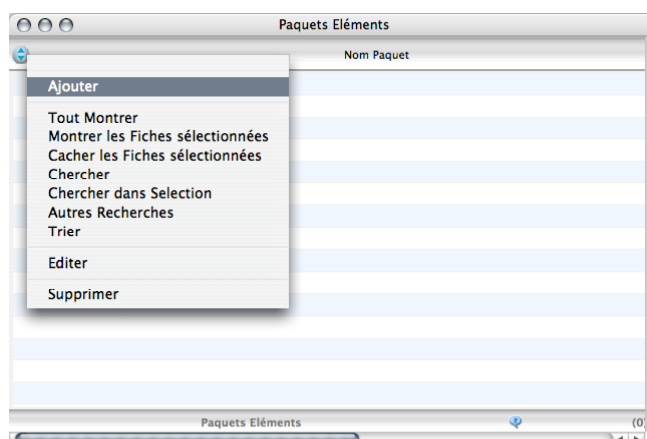 Paquets Eléments
Nom Paquet
Ajouter
Tout Montrer
Montrer les Fiches sélectionnées
Cacher les Fiches sélectionnées
Chercher
Chercher dans Selection
Autres Recherches
Trier
Editer
Supprimer
Paquets Eléments (0)